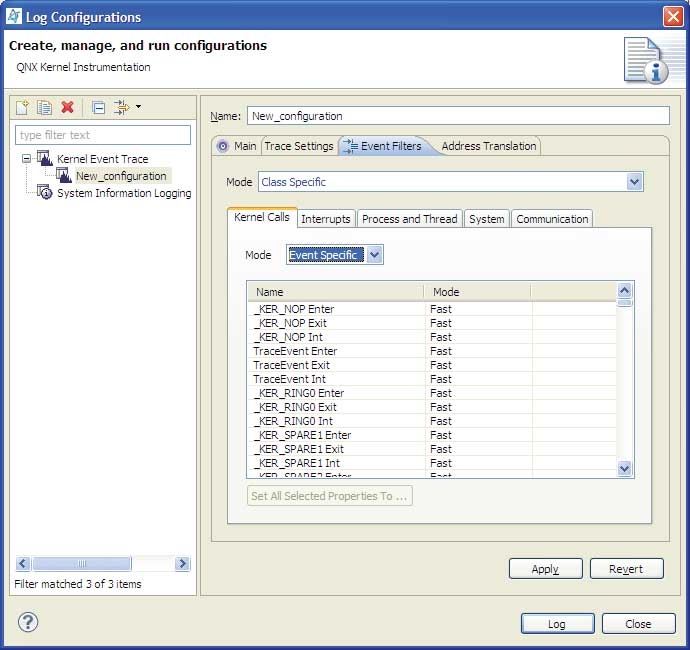 Log Configurations
Create, manage, and run configurations
QNX Kernel Instrumentation
type filter text
Kernel Event Trace
New_configuration
System Information Logging
Filter matched 3 of 3 items
Name: New_configuration
Main Trace Settings Event Filters Address Translation
Mode Class Specific
Kernel Calls Interrupts Process and Thread System Communication
Mode Event Specific
Name Mode
_KER_NOP Enter Fast
_KER_NOP Exit Fast
_KER_NOP Int Fast
TraceEvent Enter Fast
TraceEvent Exit Fast
TraceEvent Int Fast
_KER_RING0 Enter Fast
_KER_RING0 Exit Fast
_KER_RING0 Int Fast
_KER_SPARE1 Enter Fast
_KER_SPARE1 Exit Fast
_KER_SPARE1 Int Fast
_KER_SPARE2 Enter Fast
Set All Selected Properties To ...
Apply Revert
Log Close